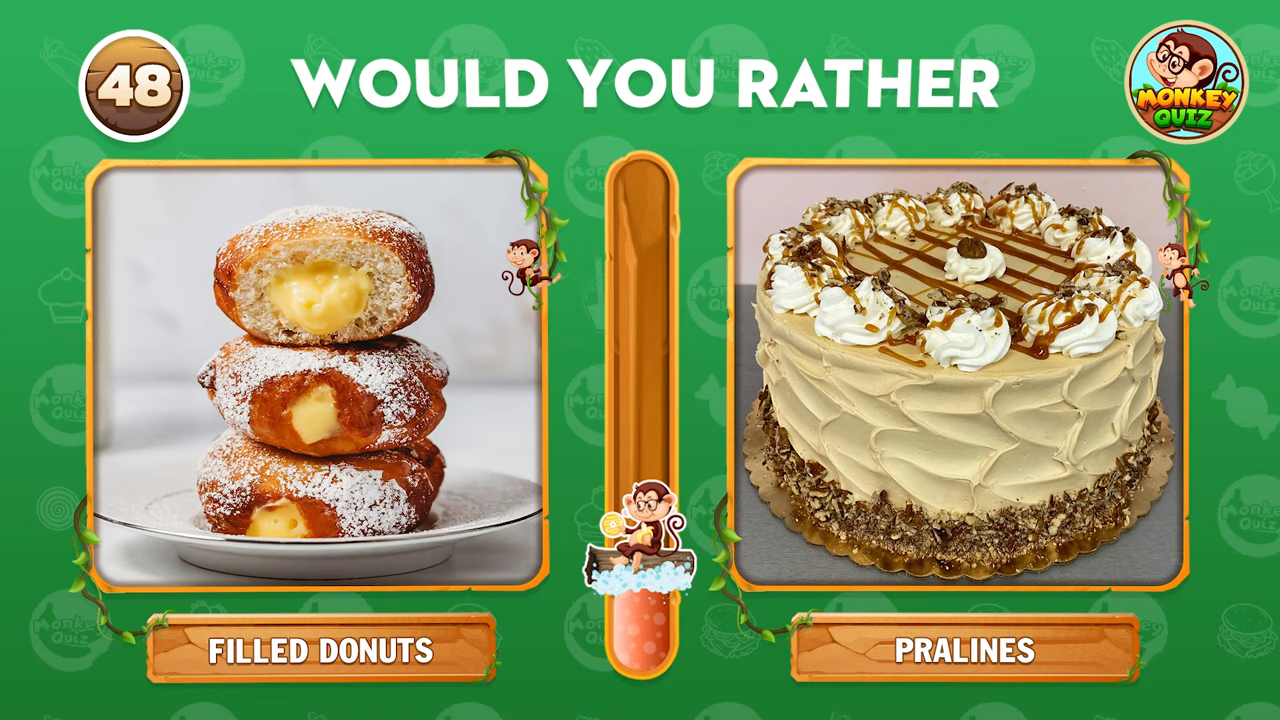 48
WOULD YOU RATHER
MONKEY
QUIZ
FILLED DONUTS
PRALINES